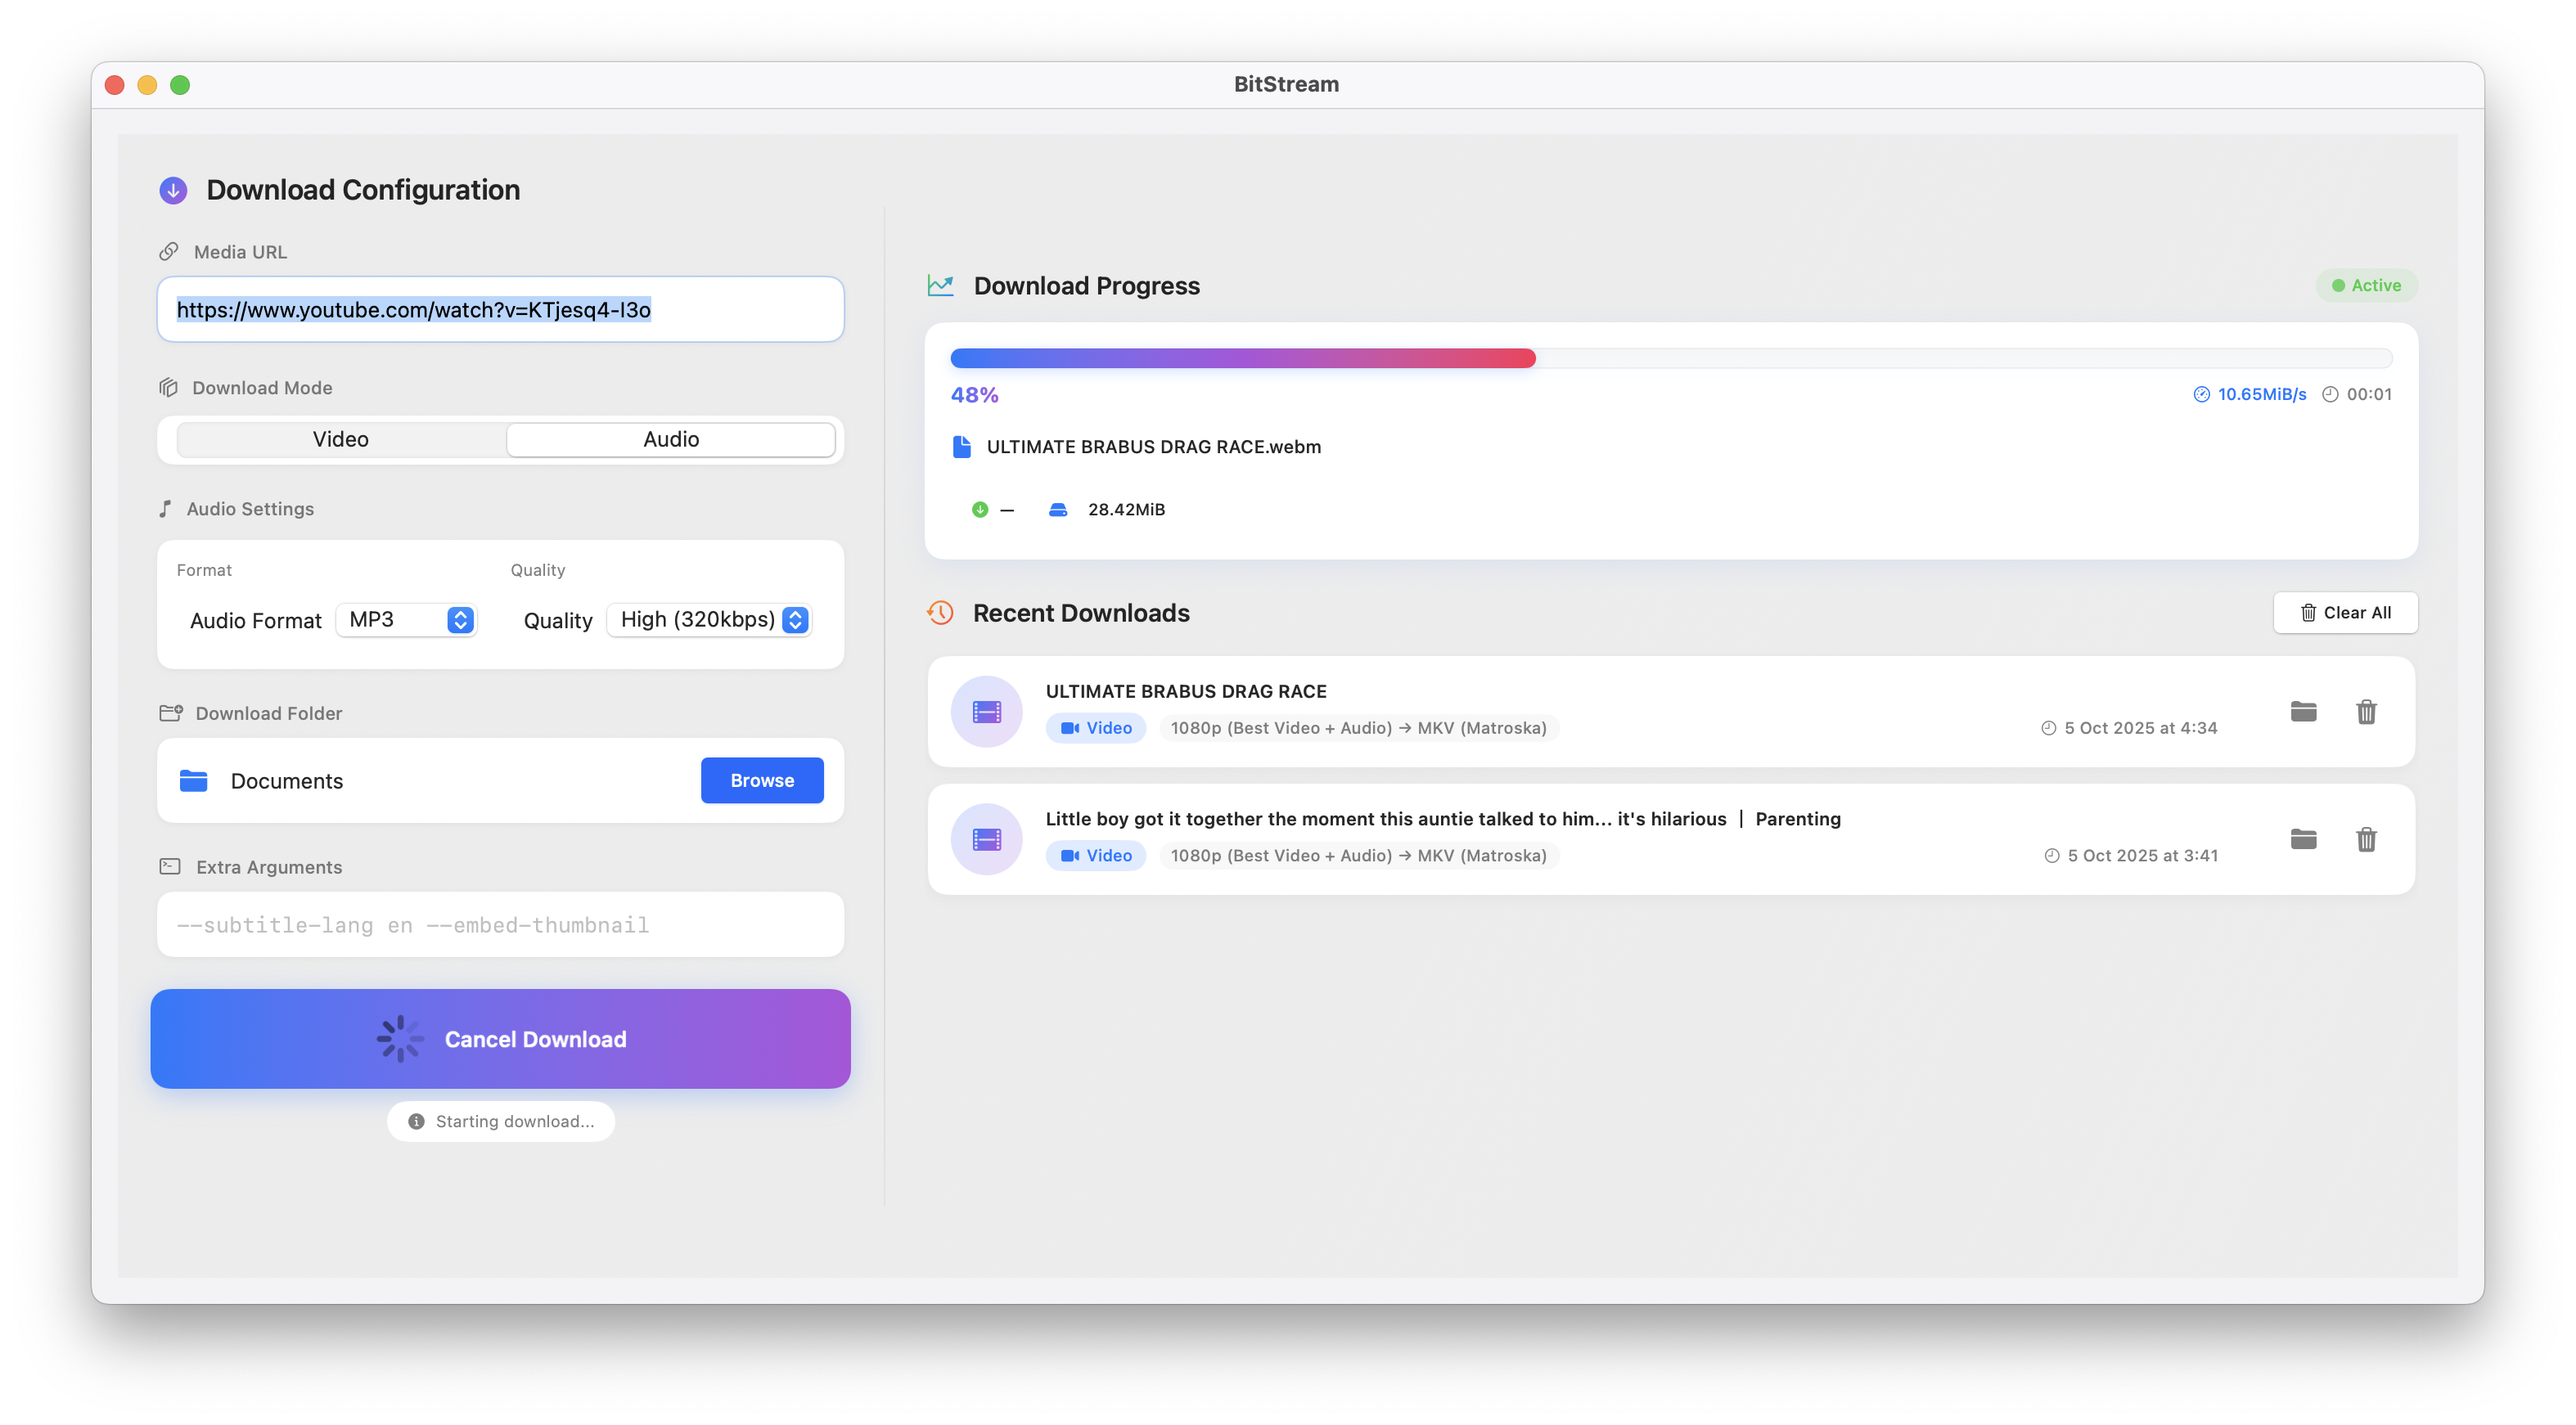 BitStream
Download Configuration
Media URL
https://www.youtube.com/watch?v=KTjesq4-I3o
Download Mode
Video Audio
Audio Settings
Format Quality
Audio Format MP3 Quality High (320kbps)
Download Folder
Documents Browse
Extra Arguments
--subtitle-lang en --embed-thumbnail
Cancel Download
Starting download...
Download Progress Active
48% 10.65MiB/s 00:01
ULTIMATE BRABUS DRAG RACE.webm
— 28.42MiB
Recent Downloads Clear All
ULTIMATE BRABUS DRAG RACE
Video 1080p (Best Video + Audio) → MKV (Matroska) 5 Oct 2025 at 4:34
Little boy got it together the moment this auntie talked to him... it's hilarious | Parenting
Video 1080p (Best Video + Audio) → MKV (Matroska) 5 Oct 2025 at 3:41